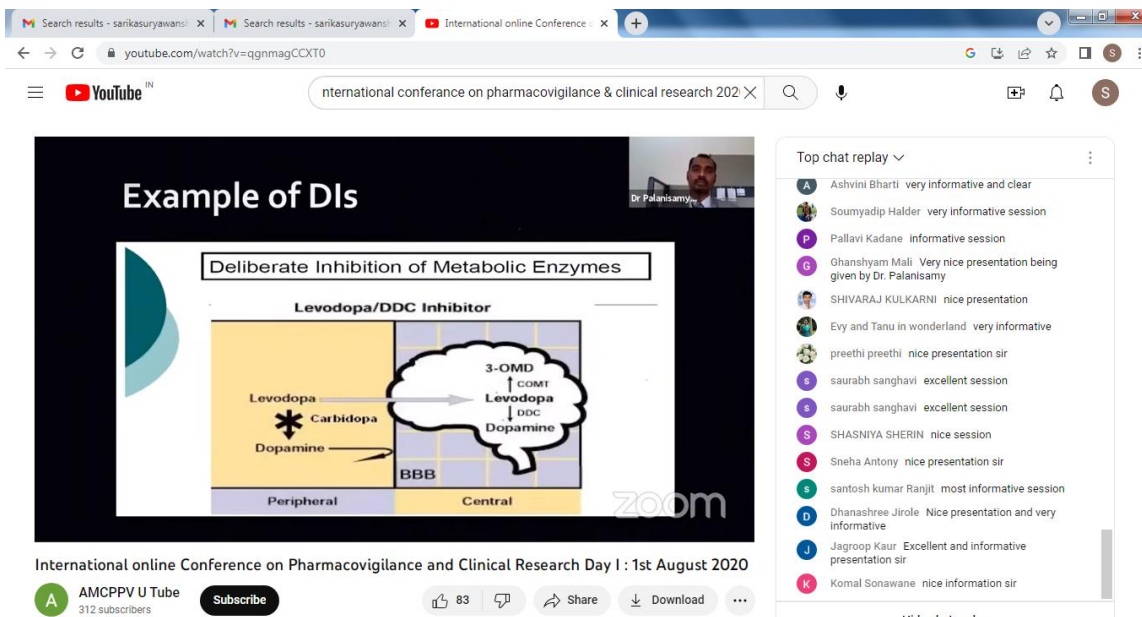 Search results - sarikasuryawansh
Search results - sarikasuryawansh
International online Conference
youtube.com/watch?v=qgnmagCCXT0
YouTube IN
nternational conferance on pharmacovigilance & clinical research 202
S
Example of DIs
Dr Palanisamy...
Deliberate Inhibition of Metabolic Enzymes
Levodopa/DDC Inhibitor
Levodopa
Carbidopa
Dopamine
3-OMD
COMT
Levodopa
DDC
Dopamine
BBB
Peripheral
Central
zoom
International online Conference on Pharmacovigilance and Clinical Research Day I : 1st August 2020
A
AMCPPV U Tube
312 subscribers
Subscribe
83
Share
Download
Top chat replay
A Ashvini Bharti very informative and clear
Soumyadip Halder very informative session
P Pallavi Kadane informative session
G Ghanshyam Mali Very nice presentation being
given by Dr. Palanisamy
SHIVARAJ KULKARNI nice presentation
Evy and Tanu in wonderland very informative
preethi preethi nice presentation sir
s saurabh sanghavi excellent session
s saurabh sanghavi excellent session
S SHASNIYA SHERIN nice session
S Sneha Antony nice presentation sir
s santosh kumar Ranjit most informative session
D Dhanashree Jirole Nice presentation and very
informative
J Jagroop Kaur Excellent and informative
presentation sir
K Komal Sonawane nice information sir